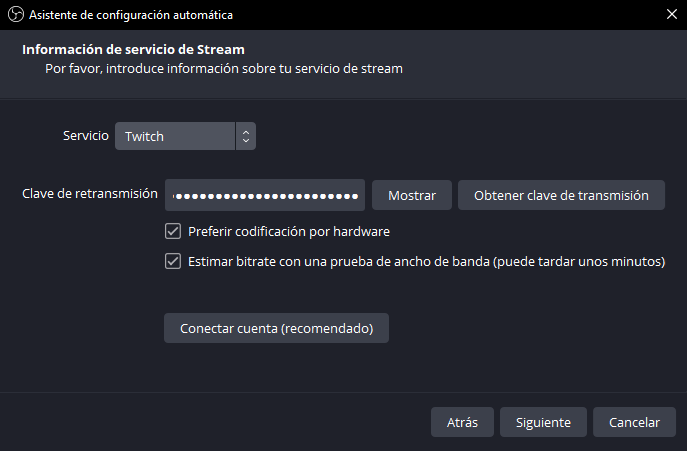 Asistente de configuración automática
Información de servicio de Stream
Por favor, introduce información sobre tu servicio de stream
Servicio Twitch
Clave de retransmisión Mostrar Obtener clave de transmisión
Preferir codificación por hardware
Estimar bitrate con una prueba de ancho de banda (puede tardar unos minutos)
Conectar cuenta (recomendado)
Atrás Siguiente Cancelar